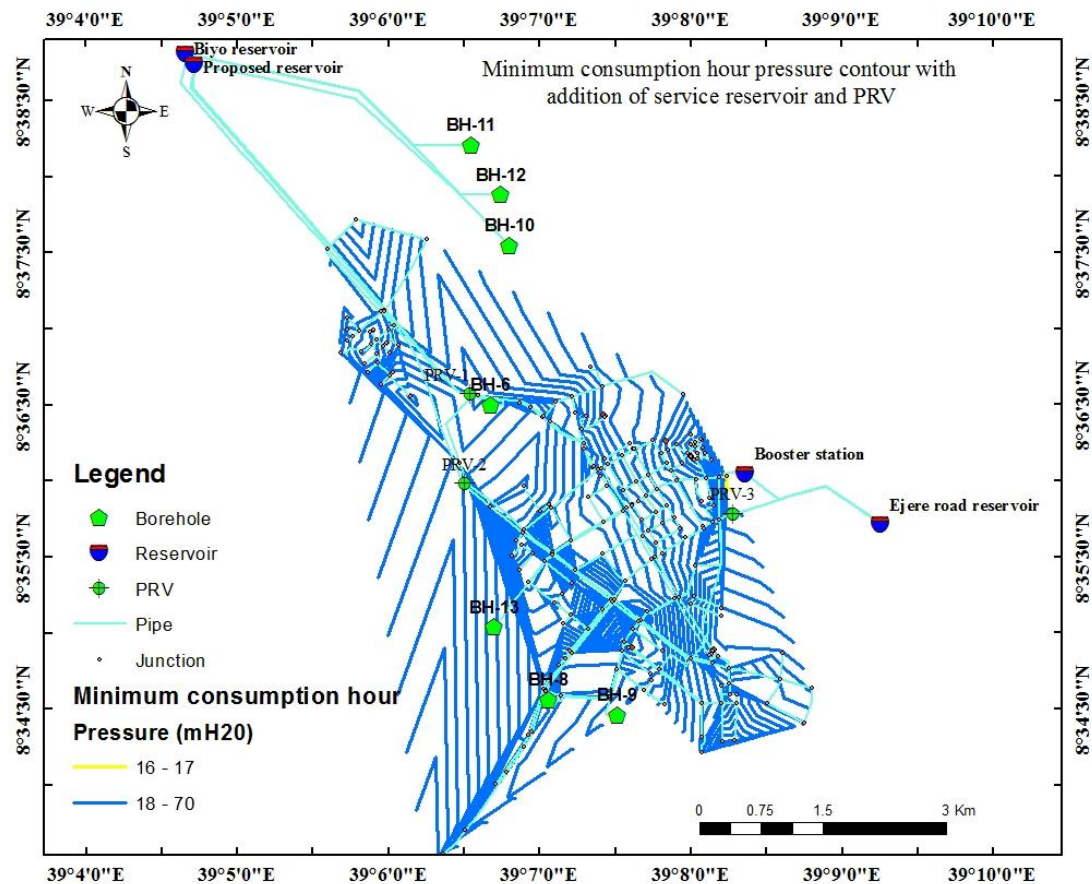 39°4'0"E 39°5'0"E 39°6'0"E 39°7'0"E 39°8'0"E 39°9'0"E 39°10'0"E
Biyo reservoir
Proposed reservoir
Minimum consumption hour pressure contour with
addition of service reservoir and PRV
N
W E
S
8°38'30"N 8°38'30"N
BH-11
BH-12
BH-10
8°37'30"N 8°37'30"N
PRV-1
BH-6
8°36'30"N 8°36'30"N
PRV-2
Booster station
PRV-3
Ejere road reservoir
8°35'30"N 8°35'30"N
BH-13
BH-8
BH-9
8°34'30"N 8°34'30"N
Legend
Borehole
Reservoir
PRV
Pipe
Junction
Minimum consumption hour
Pressure (mH20)
16 - 17
18 - 70
0 0.75 1.5 3 Km
39°4'0"E 39°5'0"E 39°6'0"E 39°7'0"E 39°8'0"E 39°9'0"E 39°10'0"E